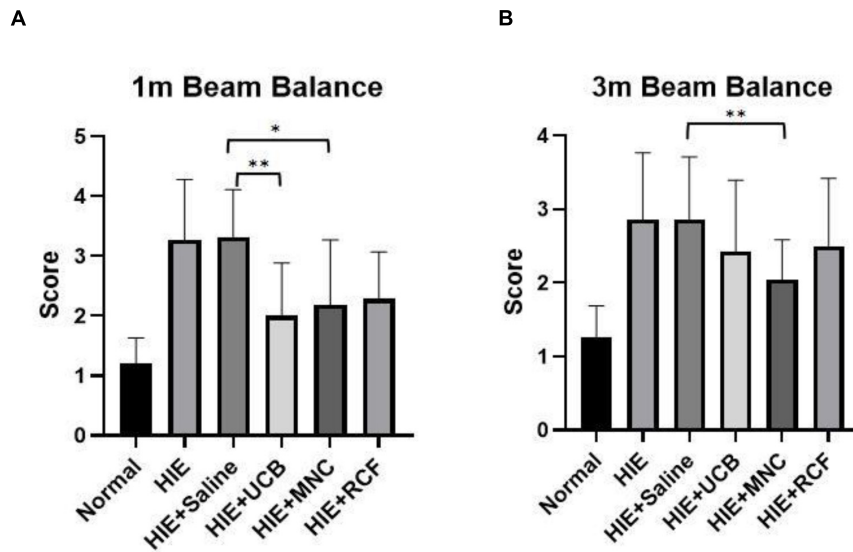 A
1m Beam Balance
Score
5
4
3
2
1
0
*
**
Normal
HIE
HIE+Saline
HIE+UCB
HIE+MNC
HIE+RCF
B
3m Beam Balance
Score
4
3
2
1
0
**
Normal
HIE
HIE+Saline
HIE+UCB
HIE+MNC
HIE+RCF